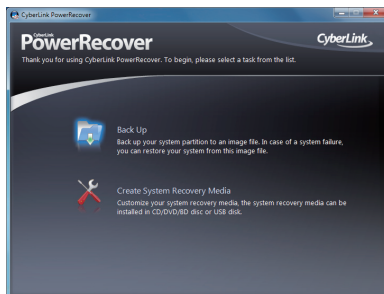 CyberLink PowerRecover
CyberLink
PowerRecover
CyberLink
Thank you for using CyberLink PowerRecover. To begin, please select a task from the list.
Back Up
Back up your system partition to an image file. In case of a system failure,
you can restore your system from this image file.
Create System Recovery Media
Customize your system recovery media, the system recovery media can be
installed in CD/DVD/BD disc or USB disk.